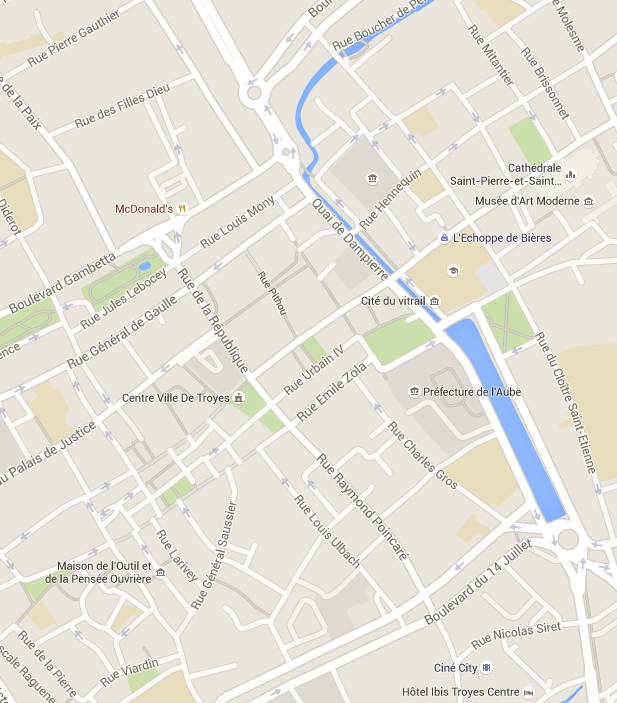 Rue Pierre Gauthier
Rue Boucher de Pe
Rue Mitantier
Rue Brissonnet
Molesme
de la Paix
Rue des Filles Dieu
Cathédrale
Saint-Pierre-et-Saint...
Musée d'Art Moderne
McDonald's
Diderot
Rue Louis Mony
Rue Hennequin
Quai de Dampierre
L'Echoppe de Bières
Boulevard Gambetta
Rue Jules Lebocey
Rue Pithou
Cité du vitrail
Rue Général de Gaulle
Rue de la République
Rue Urbain IV
Rue Emile Zola
Rue du Cloître Saint-Etienne
Centre Ville De Troyes
Préfecture de l'Aube
u Palais de Justice
Rue Charles Gros
Rue Raymond Poincaré
Rue Général Saussier
Rue Louis Ulbach
Rue Larivey
Maison de l'Outil et
de la Pensée Ouvrière
Boulevard du 14 Juillet
Rue Nicolas Siret
Rue de la Pierre
scale Raguene
Rue Viardin
Ciné City
Hôtel Ibis Troyes Centre